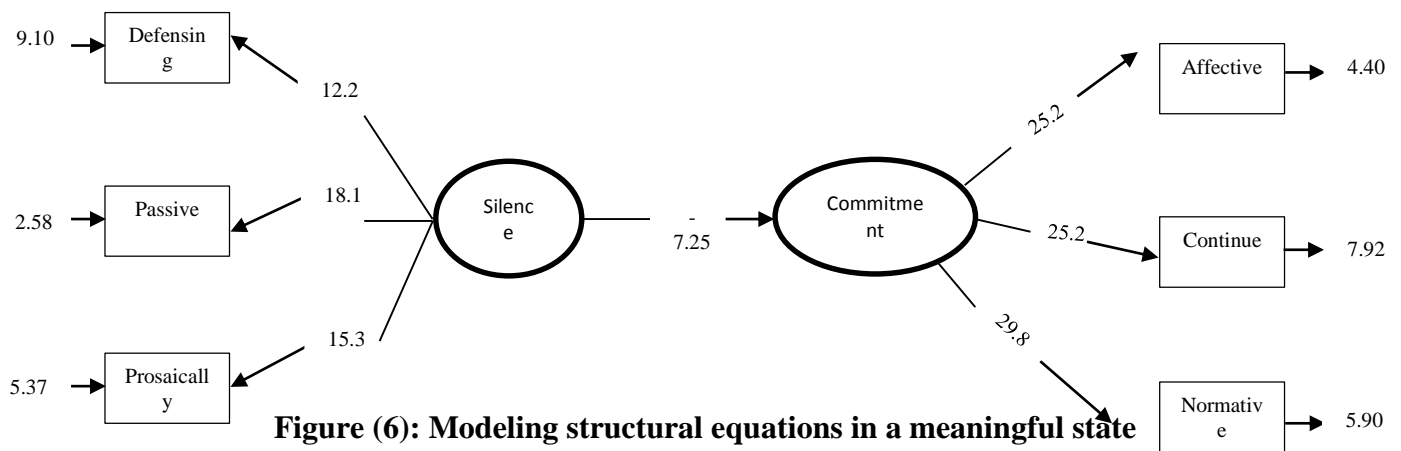 9.10
Defensin
g
12.2
2.58
Passive
18.1
5.37
Prosaicall
y
15.3
Silenc
e
-
7.25
Commitme
nt
25.2
Affective
4.40
25.2
Continue
7.92
29.8
Normativ
e
5.90
Figure (6): Modeling structural equations in a meaningful state